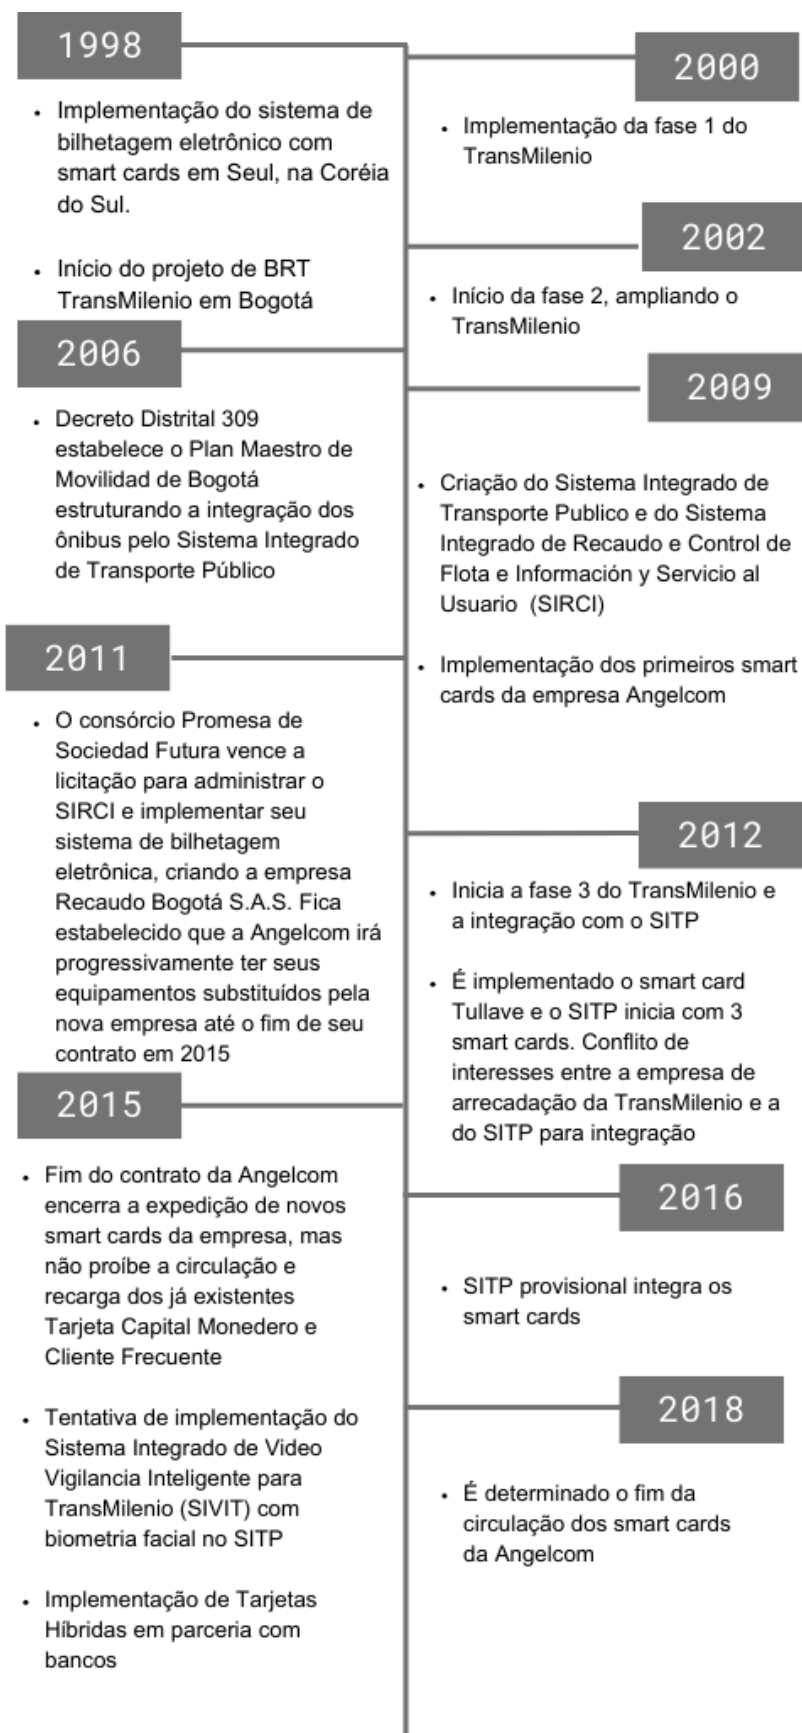 1998
• Implementação do sistema de
bilhetagem eletrônico com
smart cards em Seul, na Coréia
do Sul.
• Início do projeto de BRT
TransMilenio em Bogotá
2000
• Implementação da fase 1 do
TransMilenio
2002
• Início da fase 2, ampliando o
TransMilenio
2006
• Decreto Distrital 309
estabelece o Plan Maestro de
Movilidad de Bogotá
estruturando a integração dos
ônibus pelo Sistema Integrado
de Transporte Público
2009
• Criação do Sistema Integrado de
Transporte Publico e do Sistema
Integrado de Recaudo e Control de
Flota e Información y Servicio al
Usuario (SIRCI)
• Implementação dos primeiros smart
cards da empresa Angelcom
2011
• O consórcio Promesa de
Sociedad Futura vence a
licitação para administrar o
SIRCI e implementar seu
sistema de bilhetagem
eletrônica, criando a empresa
Recaudo Bogotá S.A.S. Fica
estabelecido que a Angelcom irá
progressivamente ter seus
equipamentos substituídos pela
nova empresa até o fim de seu
contrato em 2015
2012
• Inicia a fase 3 do TransMilenio e
a integração com o SITP
• É implementado o smart card
Tullave e o SITP inicia com 3
smart cards. Conflito de
interesses entre a empresa de
arrecadação da TransMilenio e a
do SITP para integração
2015
• Fim do contrato da Angelcom
encerra a expedição de novos
smart cards da empresa, mas
não proíbe a circulação e
recarga dos já existentes
Tarjeta Capital Monedero e
Cliente Frecuente
• Tentativa de implementação do
Sistema Integrado de Video
Vigilancia Inteligente para
TransMilenio (SIVIT) com
biometria facial no SITP
• Implementação de Tarjetas
Híbridas em parceria com
bancos
2016
• SITP provisional integra os
smart cards
2018
• É determinado o fim da
circulação dos smart cards
da Angelcom